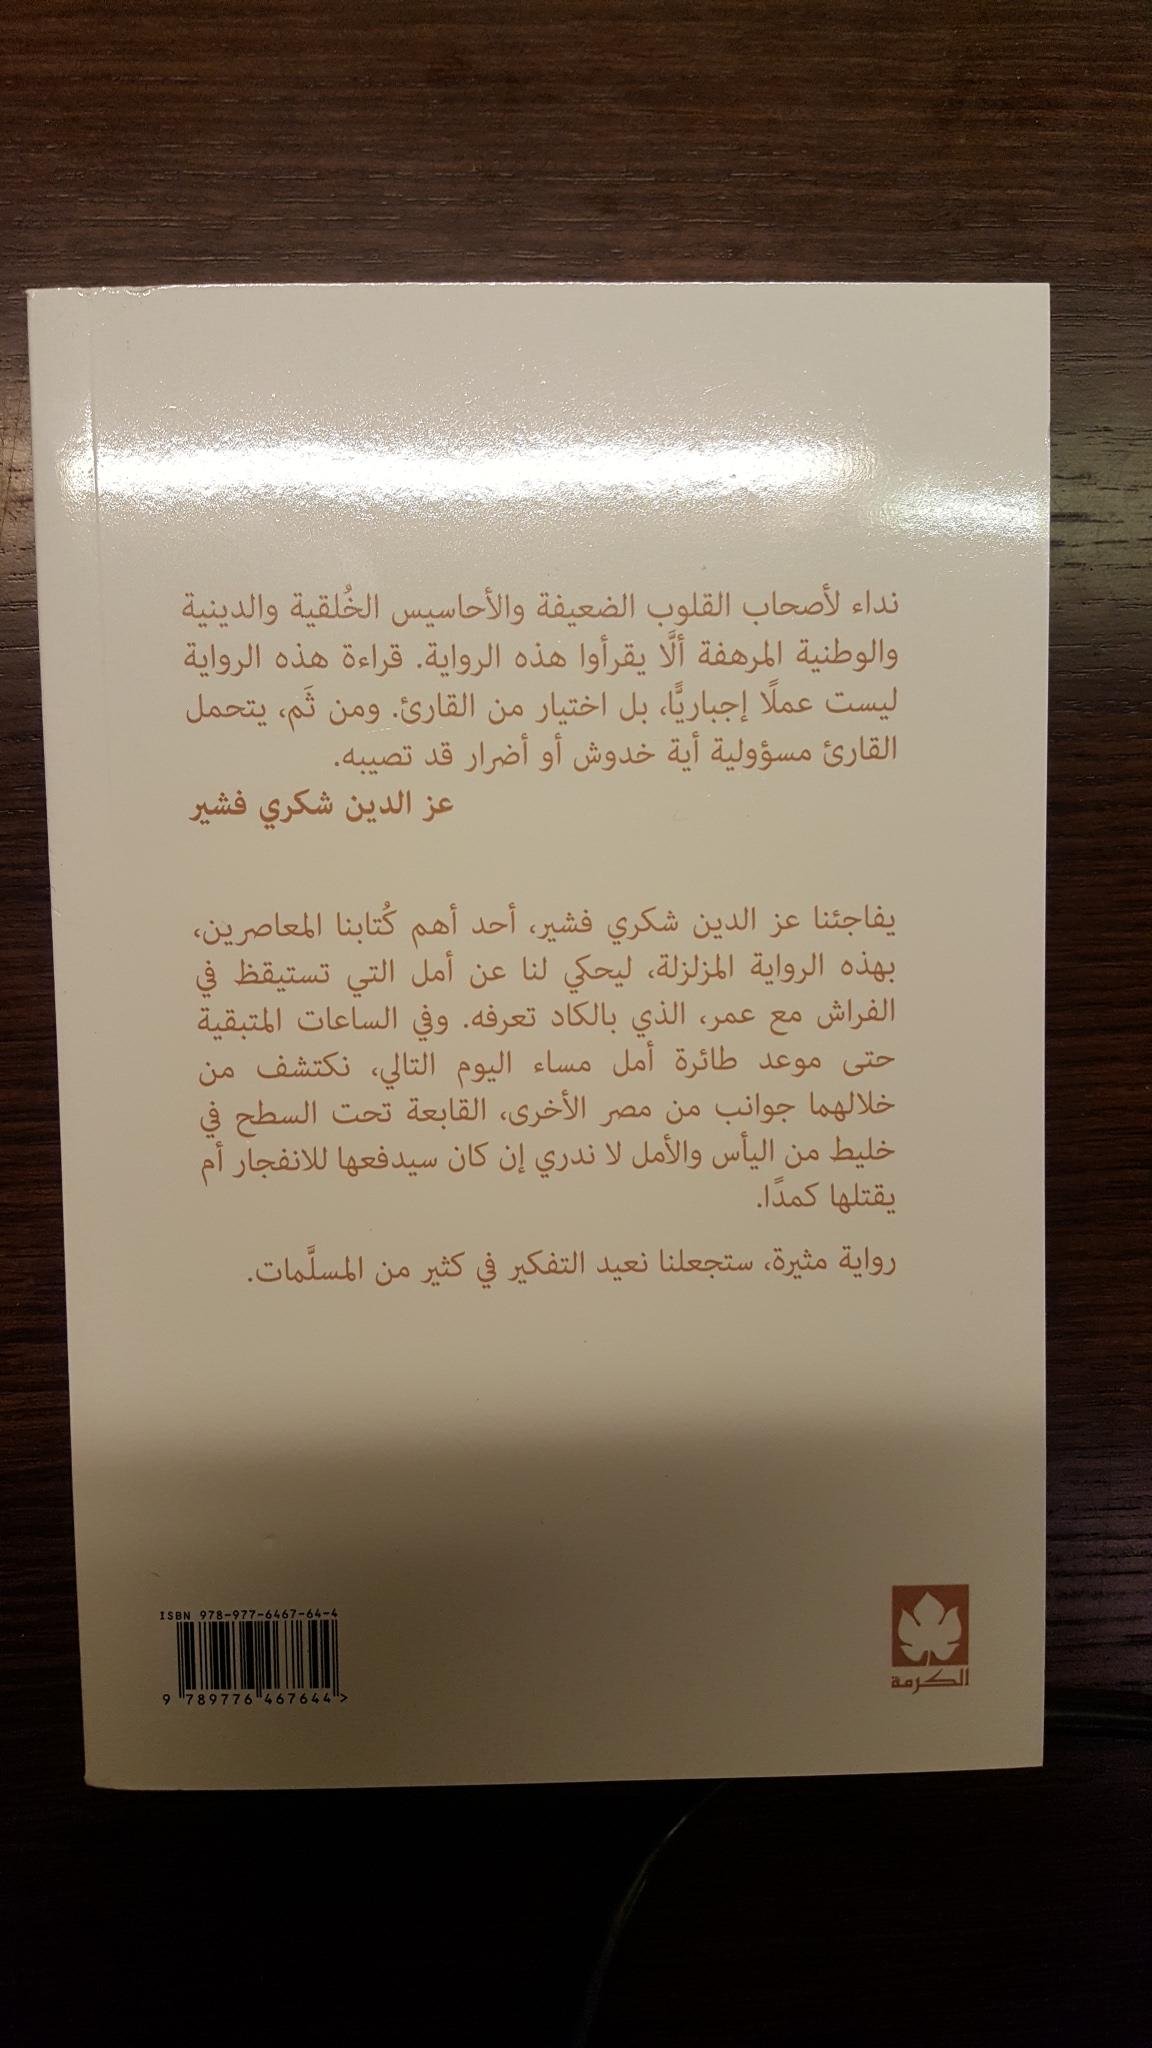 نداء لأصحاب القلوب الضعيفة والأحاسيس الخُلقية والدينية
والوطنية المرهفة ألَّا يقرأوا هذه الرواية. قراءة هذه الرواية
ليست عملًا إجباريًّا، بل اختيار من القارئ. ومن ثَم، يتحمل
القارئ مسؤولية أية خدوش أو أضرار قد تصيبه.
عز الدين شكري فشير
يفاجئنا عز الدين شكري فشير، أحد أهم كُتابنا المعاصرين،
بهذه الرواية المزلزلة، ليحكي لنا عن أمل التي تستيقظ في
الفراش مع عمر، الذي بالكاد تعرفه. وفي الساعات المتبقية
حتى موعد طائرة أمل مساء اليوم التالي، نكتشف من
خلالهما جوانب من مصر الأخرى، القابعة تحت السطح في
خليط من اليأس والأمل لا ندري إن كان سيدفعها للانفجار أم
يقتلها كمدًا.
رواية مثيرة، ستجعلنا نعيد التفكير في كثير من المسلَّمات.
ISBN 978-977-6467-64-4
9 789776 467644 >
الكرمة